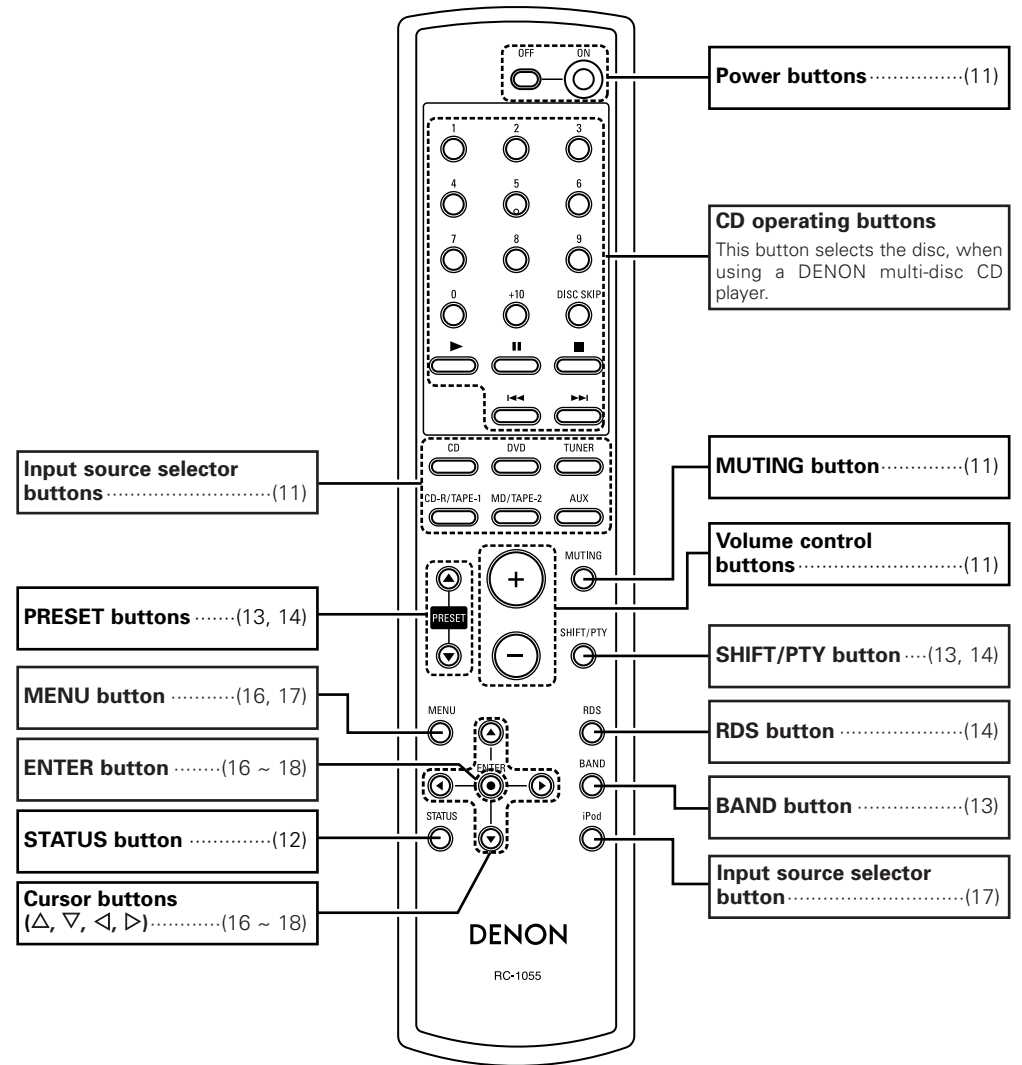 OFF ON
Power buttons ················(11)
1 2 3
4 5 6
7 8 9
0 +10 DISC SKIP
CD operating buttons
This button selects the disc, when
using a DENON multi-disc CD
player.
CD DVD TUNER
CD-R/TAPE-1 MD/TAPE-2 AUX
Input source selector
buttons ·························(11)
MUTING
MUTING button ··············(11)
+
Volume control
buttons ·························(11)
PRESET
PRESET buttons ·······(13, 14)
−
SHIFT/PTY
SHIFT/PTY button ····(13, 14)
MENU
MENU button ···········(16, 17)
RDS
RDS button ···················(14)
ENTER
ENTER button ········(16 ~ 18)
BAND
BAND button ················(13)
STATUS
STATUS button ··············(12)
iPod
Input source selector
button ····························(17)
Cursor buttons
(△, ▽, ◁, ▷) ············(16 ~ 18)
DENON
RC-1055